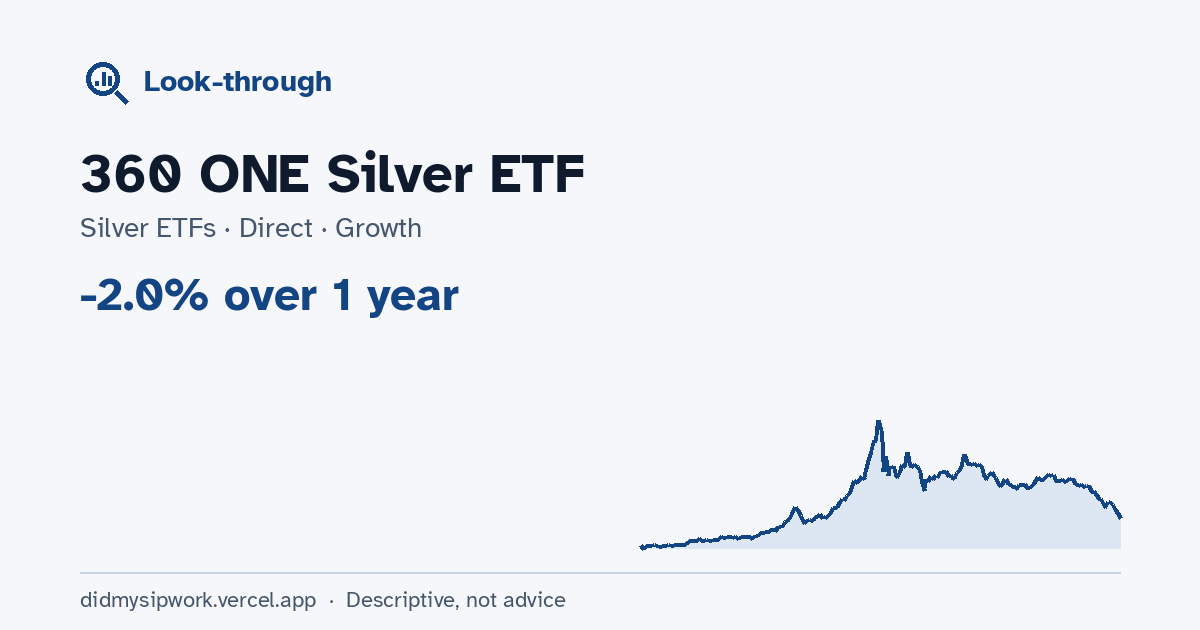 Look-through
360 ONE Silver ETF
Silver ETFs · Direct · Growth
-2.0% over 1 year
didmysipwork.vercel.app · Descriptive, not advice